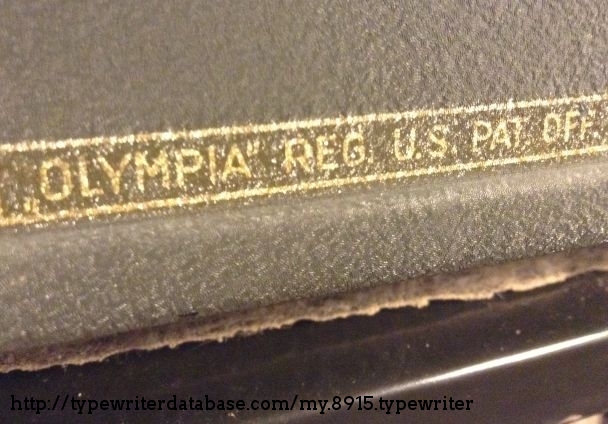 „OLYMPIA" REG. U.S. PAT. OFF.
http://typewriterdatabase.com/my.8915.typewriter